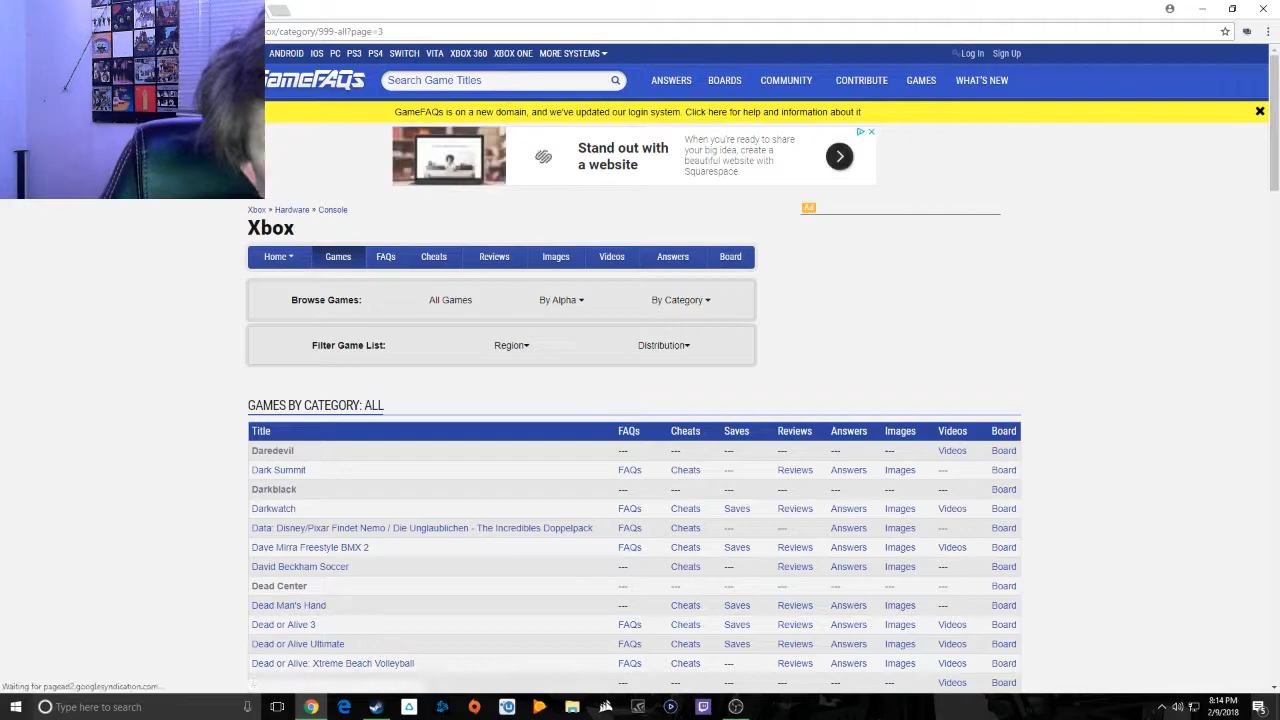 ox/category/999-all?page=3
ANDROID IOS PC PS3 PS4 SWITCH VITA XBOX 360 XBOX ONE MORE SYSTEMS
Log In Sign Up
GameFAQs
Search Game Titles
ANSWERS BOARDS COMMUNITY CONTRIBUTE GAMES WHAT'S NEW
GameFAQs is on a new domain, and we've updated our login system. Click here for help and information about it
Stand out with
a website
When you're ready to share
your big idea, create a
beautiful website with
Squarespace.
Xbox » Hardware » Console
Ad
Xbox
Home Games FAQs Cheats Reviews Images Videos Answers Board
Browse Games: All Games By Alpha By Category
Filter Game List: Region Distribution
GAMES BY CATEGORY: ALL
Title FAQs Cheats Saves Reviews Answers Images Videos Board
Daredevil --- --- --- --- --- --- Videos Board
Dark Summit FAQs Cheats --- Reviews Answers Images --- Board
Darkblack --- --- --- --- --- --- --- Board
Darkwatch FAQs Cheats Saves Reviews Answers Images Videos Board
Data: Disney/Pixar Findet Nemo / Die Unglaublichen - The Incredibles Doppelpack FAQs Cheats --- --- Answers Images --- Board
Dave Mirra Freestyle BMX 2 FAQs Cheats Saves Reviews Answers Images Videos Board
David Beckham Soccer --- Cheats --- Reviews Answers Images --- Board
Dead Center --- --- --- --- --- --- --- Board
Dead Man's Hand --- Cheats Saves Reviews Answers Images --- Board
Dead or Alive 3 FAQs Cheats Saves Reviews Answers Images Videos Board
Dead or Alive Ultimate FAQs Cheats Saves Reviews Answers Images Videos Board
Dead or Alive: Xtreme Beach Volleyball FAQs Cheats --- Reviews Answers Images Videos Board
--- --- --- --- --- --- Videos Board
Waiting for pagead2.googlesyndication.com...
Type here to search
8:14 PM
2/9/2018